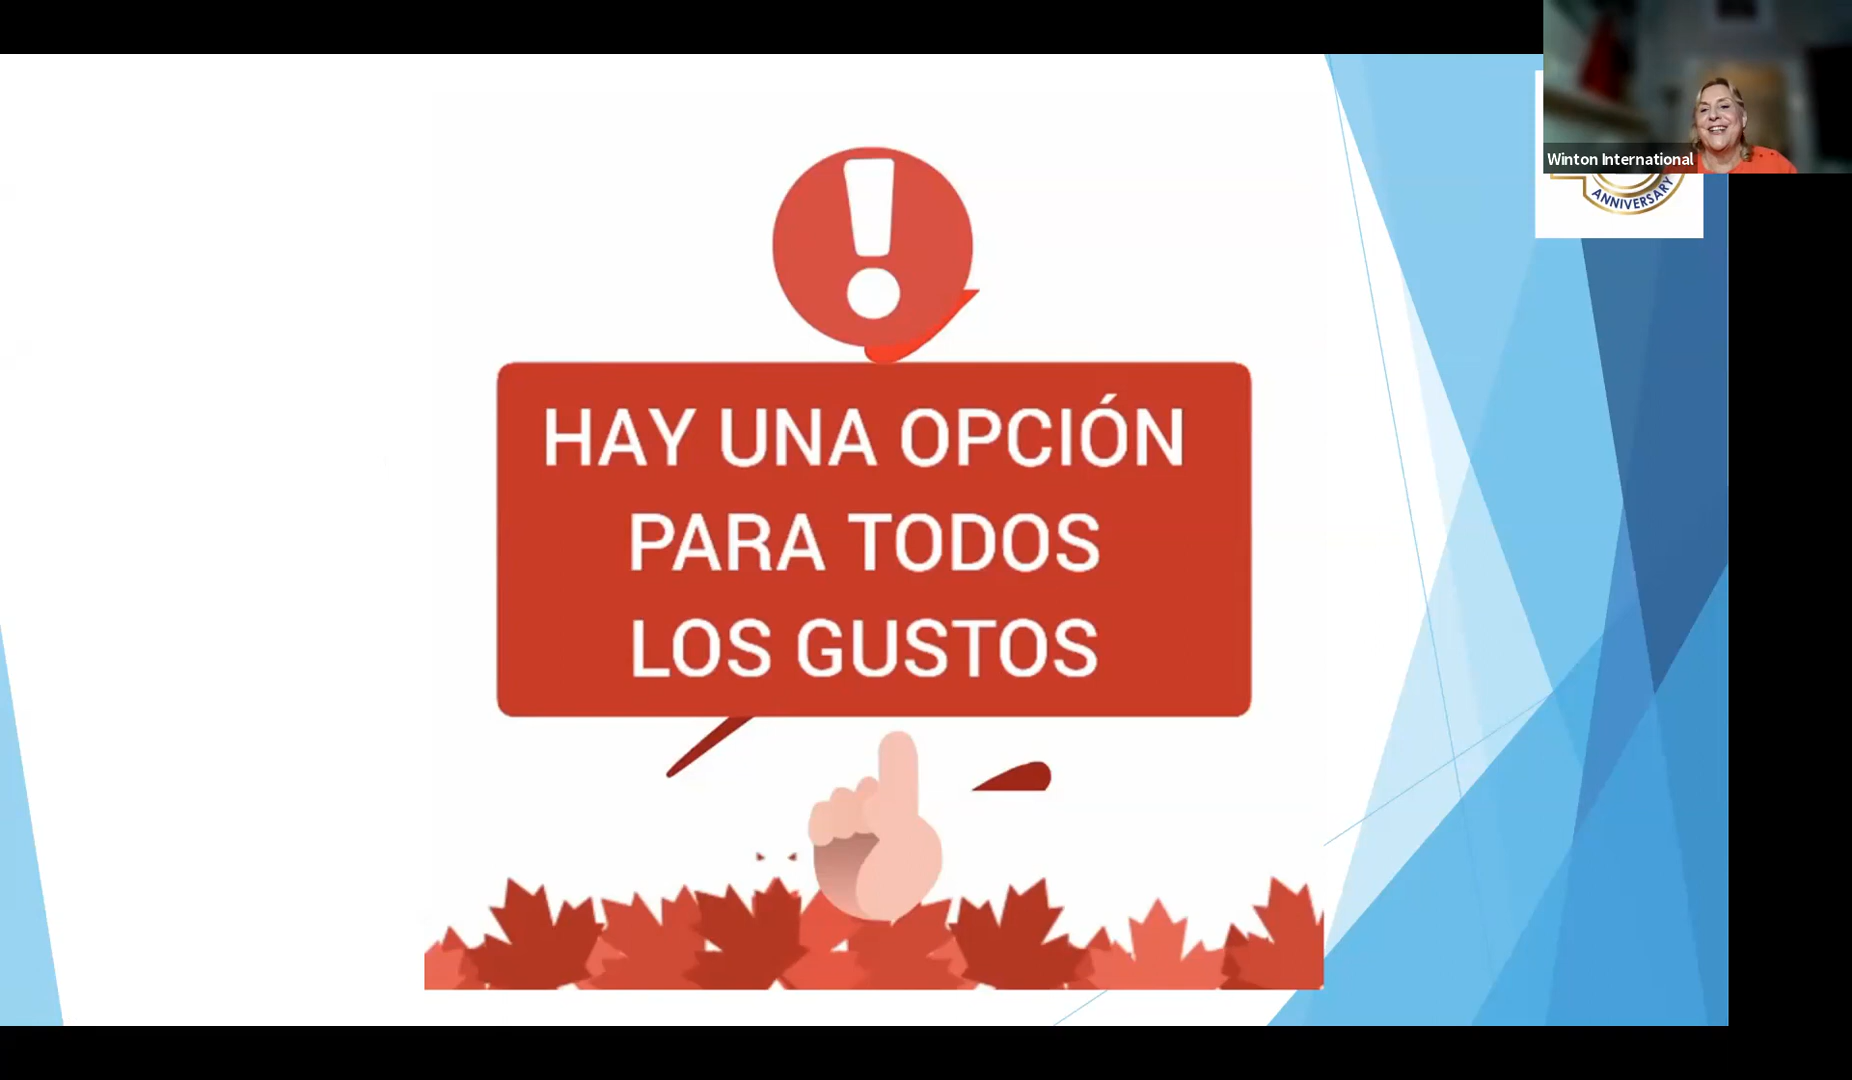 Winton International
ANNIVERSARY
HAY UNA OPCIÓN
PARA TODOS
LOS GUSTOS